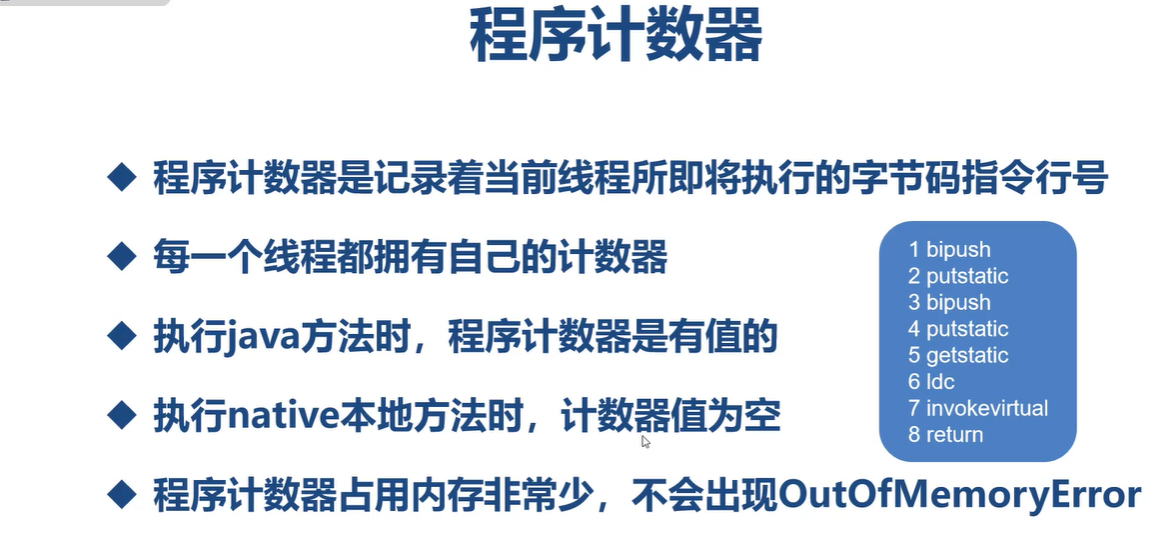 程序计数器
程序计数器是记录着当前线程所即将执行的字节码指令行号
每一个线程都拥有自己的计数器
执行java方法时，程序计数器是有值的
执行native本地方法时，计数器值为空
程序计数器占用内存非常少，不会出现OutOfMemoryError
1 bipush
2 putstatic
3 bipush
4 putstatic
5 getstatic
6 ldc
7 invokevirtual
8 return